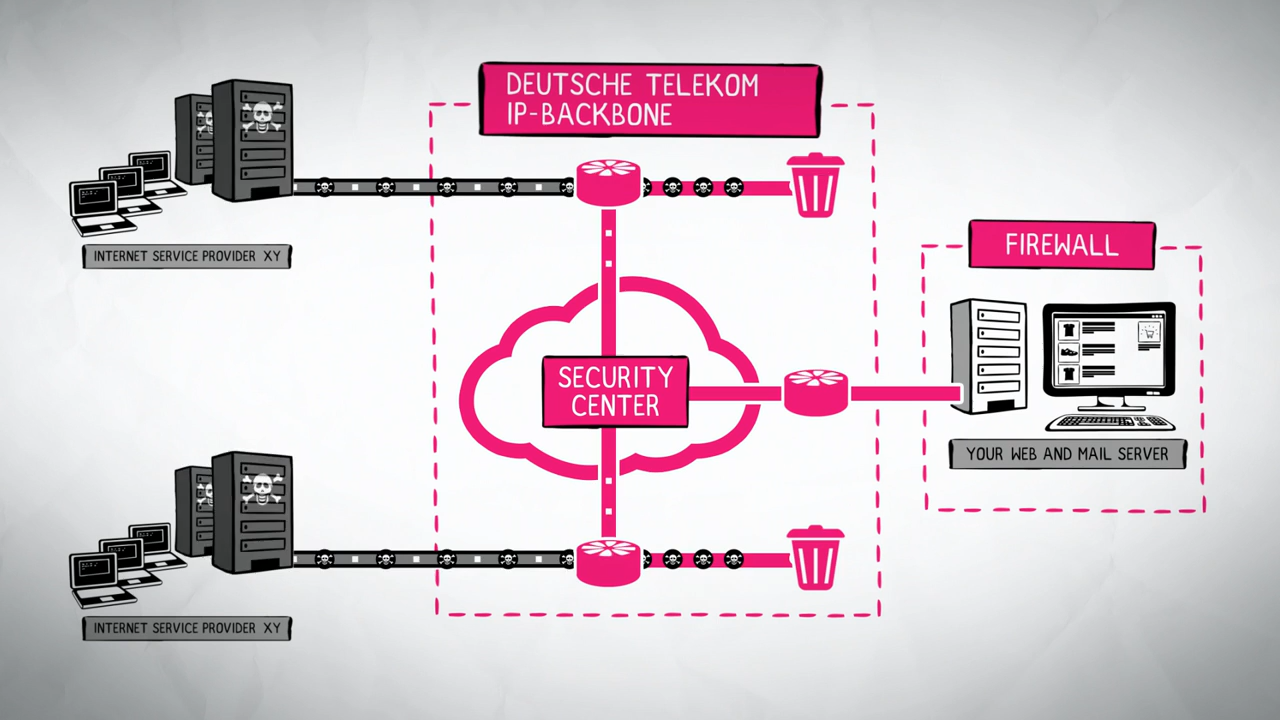 DEUTSCHE TELEKOM
IP-BACKBONE
INTERNET SERVICE PROVIDER XY
FIREWALL
SECURITY
CENTER
YOUR WEB AND MAIL SERVER
INTERNET SERVICE PROVIDER XY